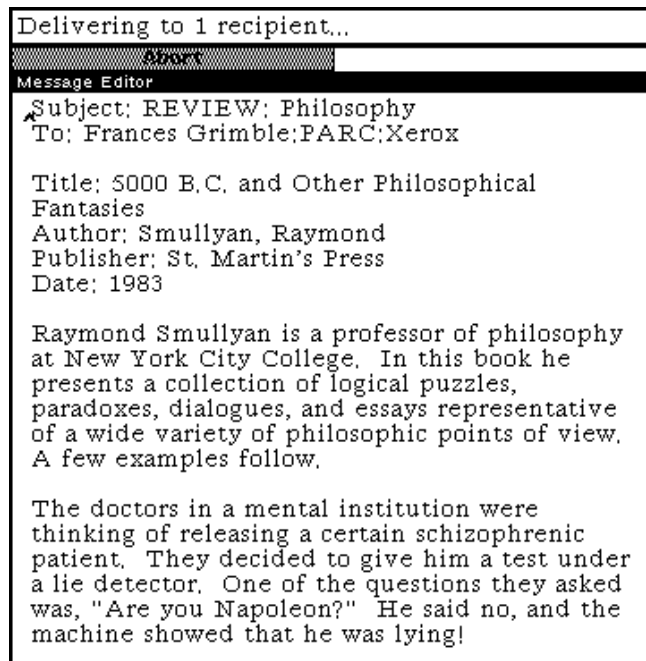 Delivering to 1 recipient...
Abort
Message Editor
Subject: REVIEW: Philosophy
To: Frances Grimble:PARC:Xerox
Title: 5000 B.C. and Other Philosophical
Fantasies
Author: Smullyan, Raymond
Publisher: St. Martin's Press
Date: 1983
Raymond Smullyan is a professor of philosophy
at New York City College.  In this book he
presents a collection of logical puzzles,
paradoxes, dialogues, and essays representative
of a wide variety of philosophic points of view.
A few examples follow.
The doctors in a mental institution were
thinking of releasing a certain schizophrenic
patient.  They decided to give him a test under
a lie detector.  One of the questions they asked
was, "Are you Napoleon?"  He said no, and the
machine showed that he was lying!